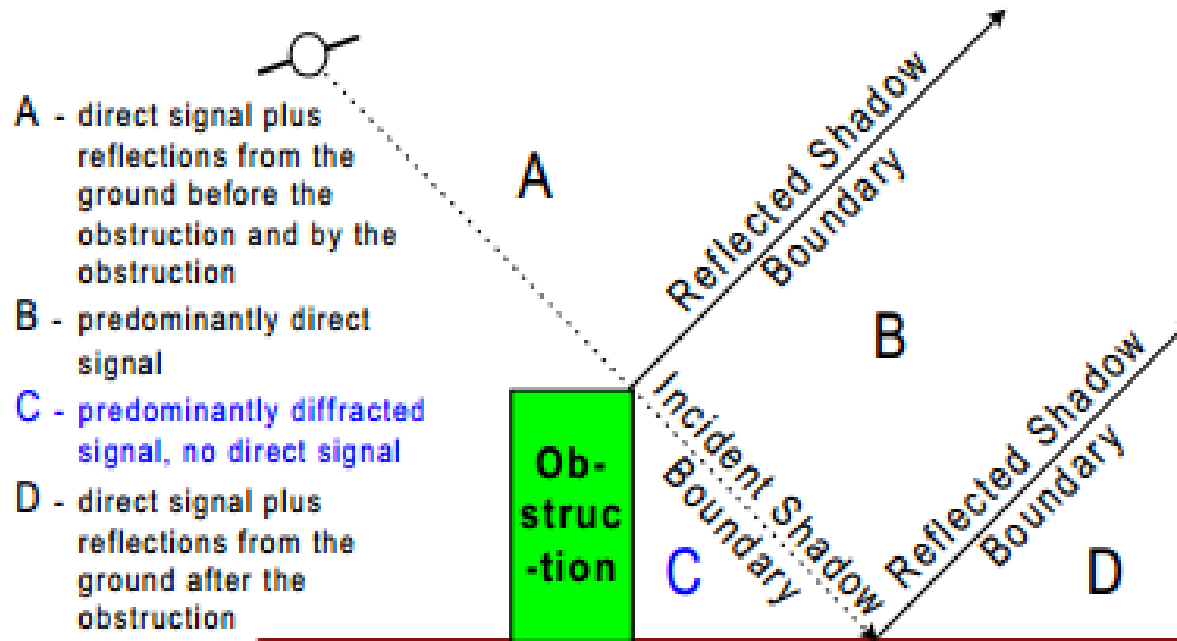 A - direct signal plus
reflections from the
ground before the
obstruction and by the
obstruction
B - predominantly direct
signal
C - predominantly diffracted
signal, no direct signal
D - direct signal plus
reflections from the
ground after the
obstruction
A
Reflected Shadow
Boundary
B
Ob-
struc
-tion
Incident Shadow
Boundary
C
Reflected Shadow
Boundary
D